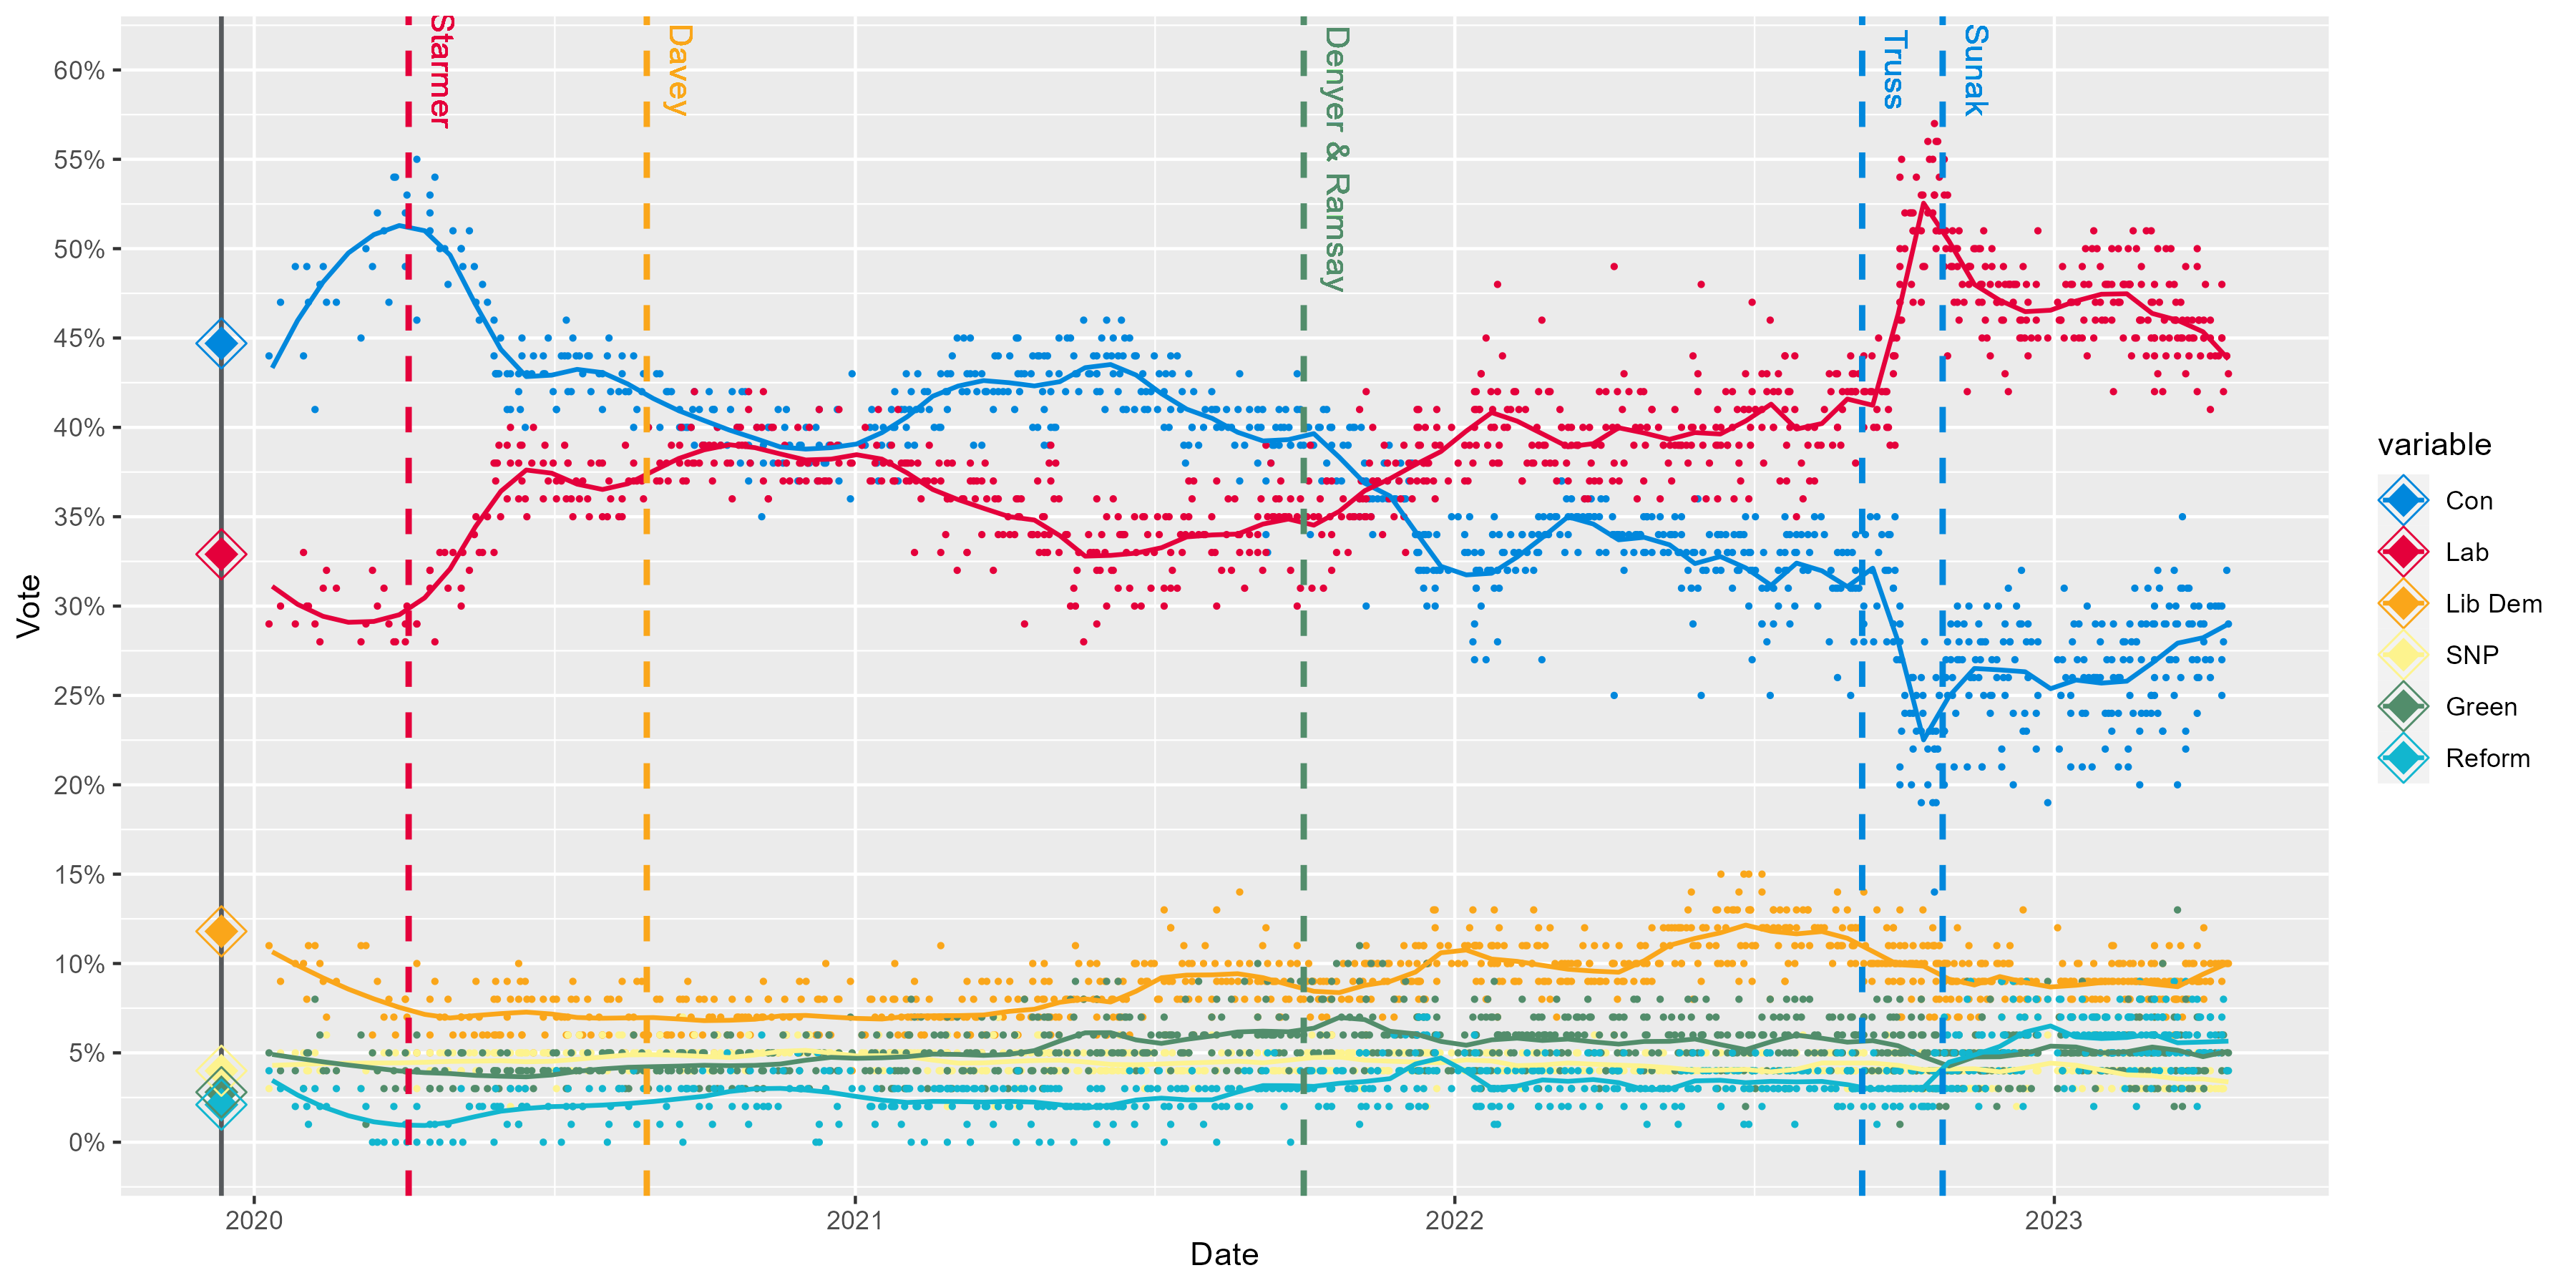 Starmer
Davey
Denyer & Ramsay
Truss
Sunak
60%
55%
50%
45%
40%
35%
30%
25%
20%
15%
10%
5%
0%
Vote
2020
2021
2022
2023
Date
variable
Con
Lab
Lib Dem
SNP
Green
Reform